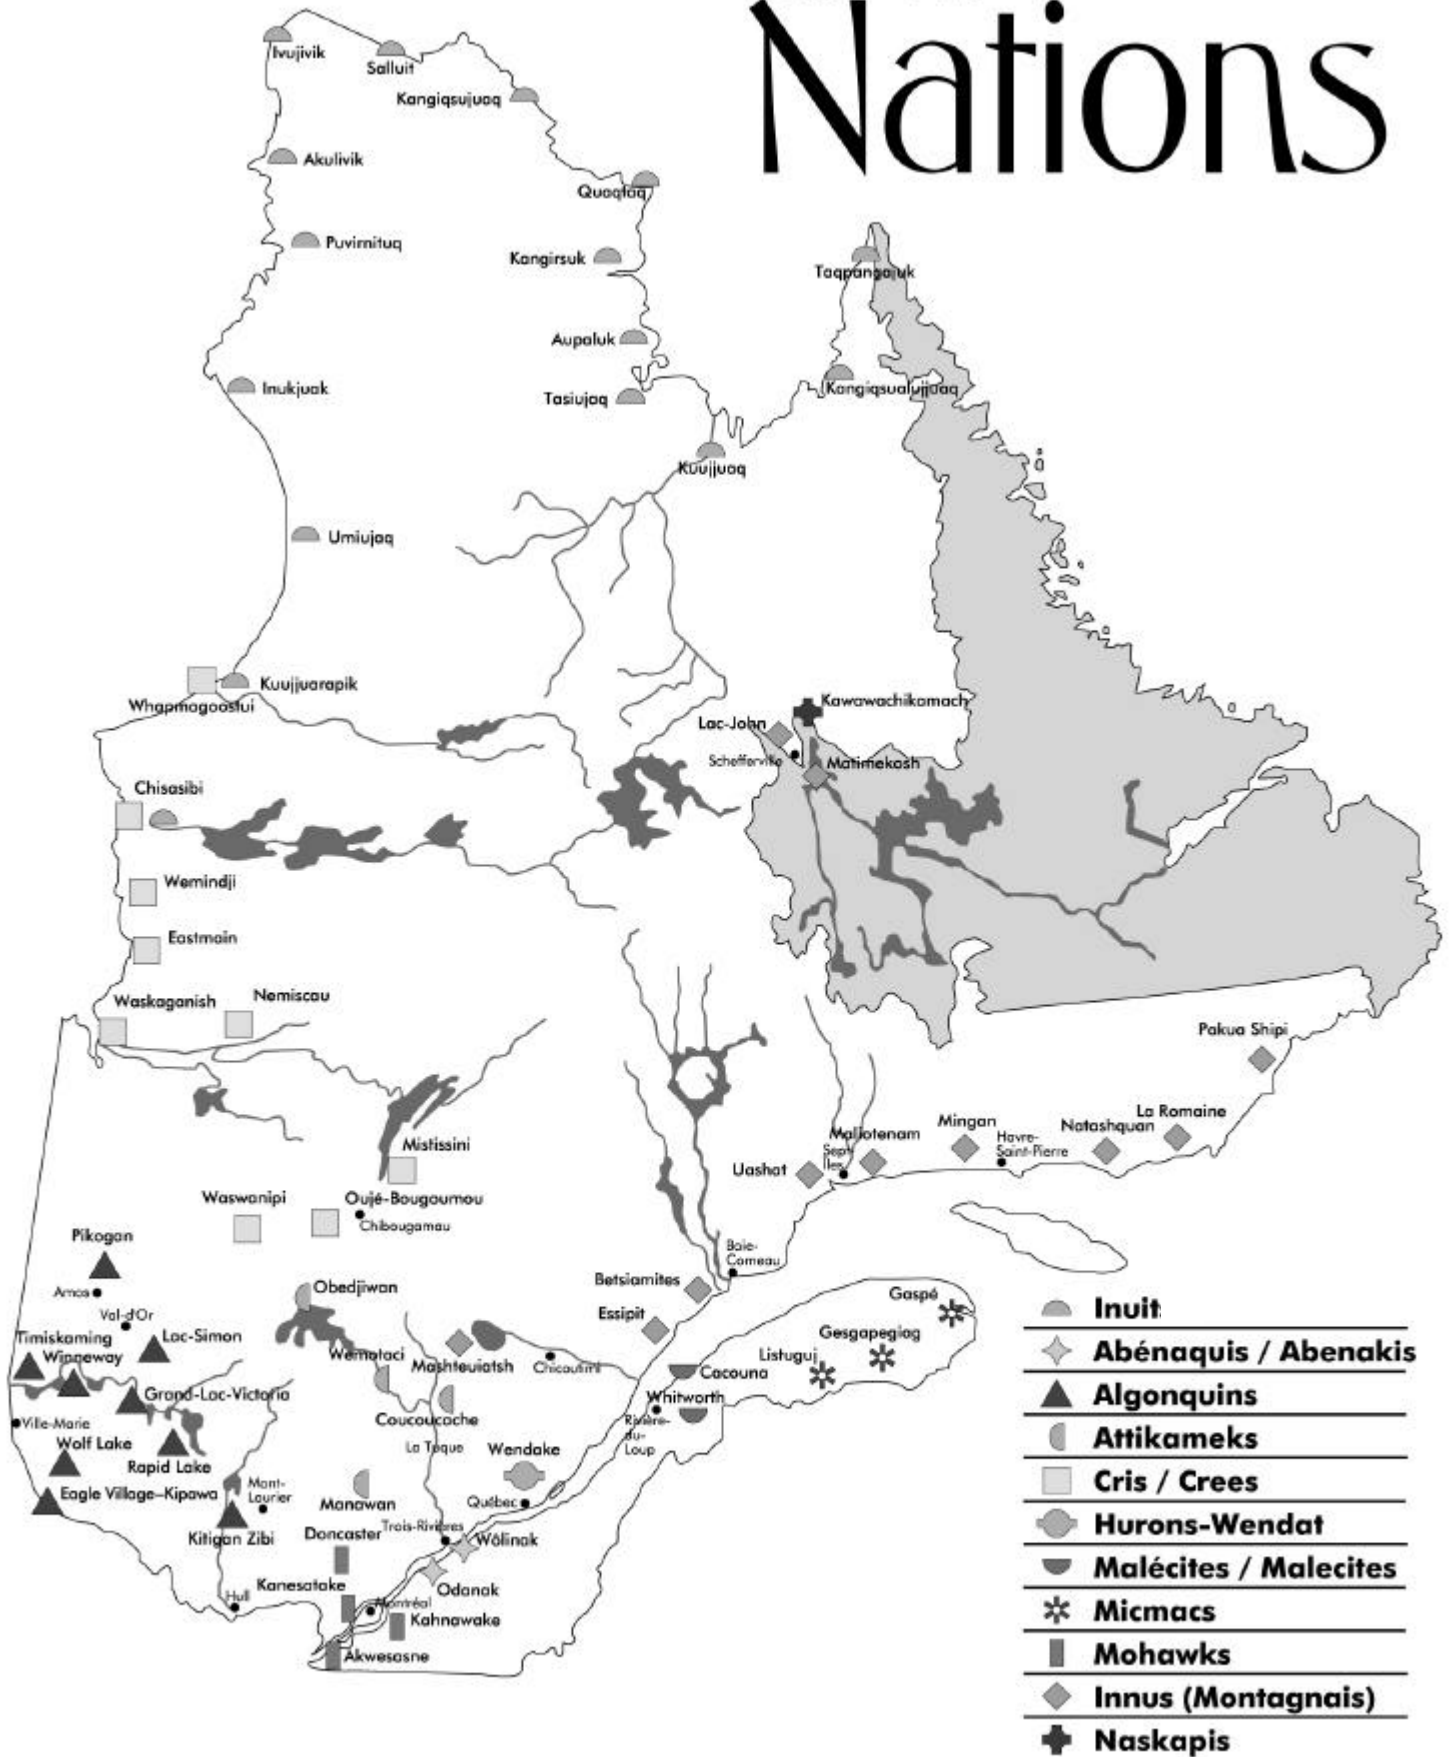 Nations
Ivujivik
Salluit
Kangiqsujuaq
Akulivik
Quaqtaq
Puvirnituq
Kangirsuk
Taqpangajuk
Aupaluk
Inukjuak
Kangiqsualujjuaq
Tasiujaq
Kuujjuaq
Umiujaq
Kuujjuarapik
Whapmagoostui
Kawawachikamach
Lac-John
Schefferville
Matimekosh
Chisasibi
Wemindji
Eastmain
Waskaganish
Nemiscau
Pakua Shipi
La Romaine
Natashquan
Mingan
Havre-
Saint-Pierre
Maliotenam
Sept-
Îles
Uashat
Mistissini
Waswanipi
Oujé-Bougoumou
Chibougamau
Pikogan
Amos
Val-d'Or
Baie-
Comeau
Betsiamites
Essipit
Obedjiwan
Gaspé
Gesgapegiag
Listuguj
Timiskaming
Winneway
Lac-Simon
Wemotaci
Mashteuiatsh
Chicoutimi
Cacouna
Whitworth
Rivière-
du-
Loup
Grand-Lac-Victoria
Ville-Marie
Coucoucache
La Tuque
Wendake
Wolf Lake
Rapid Lake
Eagle Village–Kipawa
Mont-
Laurier
Manawan
Québec
Kitigan Zibi
Doncaster
Trois-Rivières
Wôlinak
Odanak
Kanesatake
Hull
Montréal
Kahnawake
Akwesasne
Inuit
Abénaquis / Abenakis
Algonquins
Attikameks
Cris / Crees
Hurons-Wendat
Malécites / Malecites
Micmacs
Mohawks
Innus (Montagnais)
Naskapis